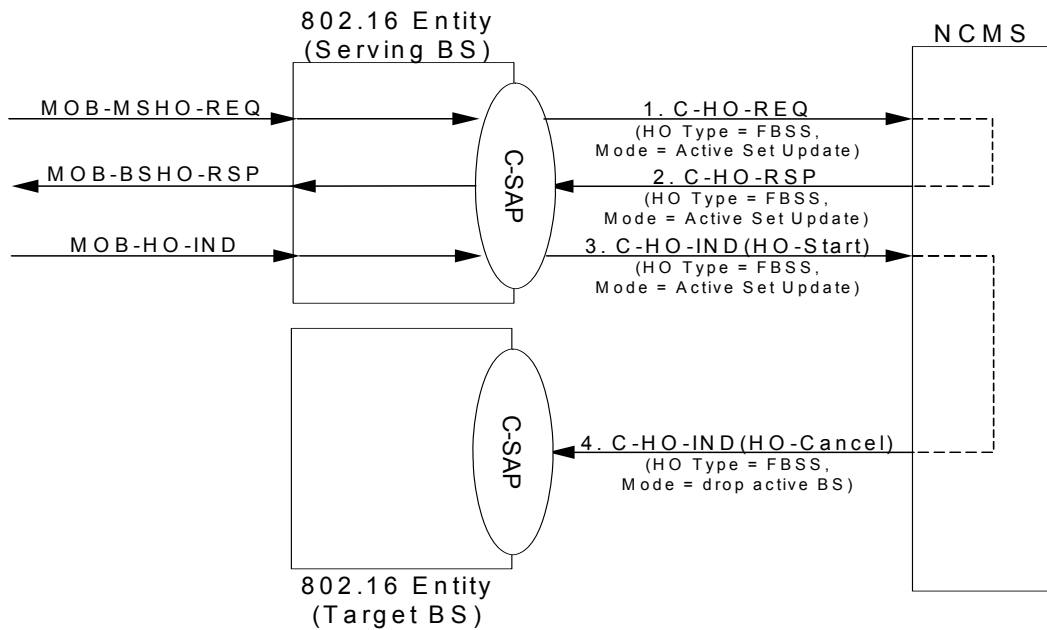 802.16 Entity
(Serving BS)
NCMS
MOB-MSHO-REQ
1. C-HO-REQ
(HO Type = FBSS,
Mode = Active Set Update)
MOB-BSHO-RSP
2. C-HO-RSP
(HO Type = FBSS,
Mode = Active Set Update)
C-SAP
MOB-HO-IND
3. C-HO-IND(HO-Start)
(HO Type = FBSS,
Mode = Active Set Update)
C-SAP
4. C-HO-IND(HO-Cancel)
(HO Type = FBSS,
Mode = drop active BS)
802.16 Entity
(Target BS)